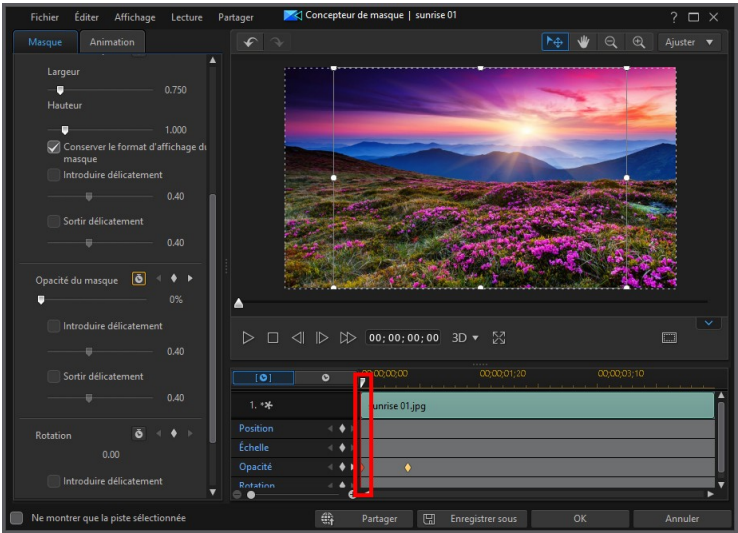 Fichier Éditer Affichage Lecture Partager Concepteur de masque | sunrise 01 ?
Masque Animation
Ajuster
Largeur
0.750
Hauteur
1.000
Conserver le format d'affichage du
masque
Introduire délicatement
0.40
Sortir délicatement
0.40
Opacité du masque
0%
Introduire délicatement
0.40
Sortir délicatement
0.40
Rotation
0.00
Introduire délicatement
00;00;00;00 3D
00;00;00;00 00;00;01;20 00;00;03;10
1. sunrise 01.jpg
Position
Échelle
Opacité
Rotation
Ne montrer que la piste sélectionnée
Partager Enregistrer sous OK Annuler